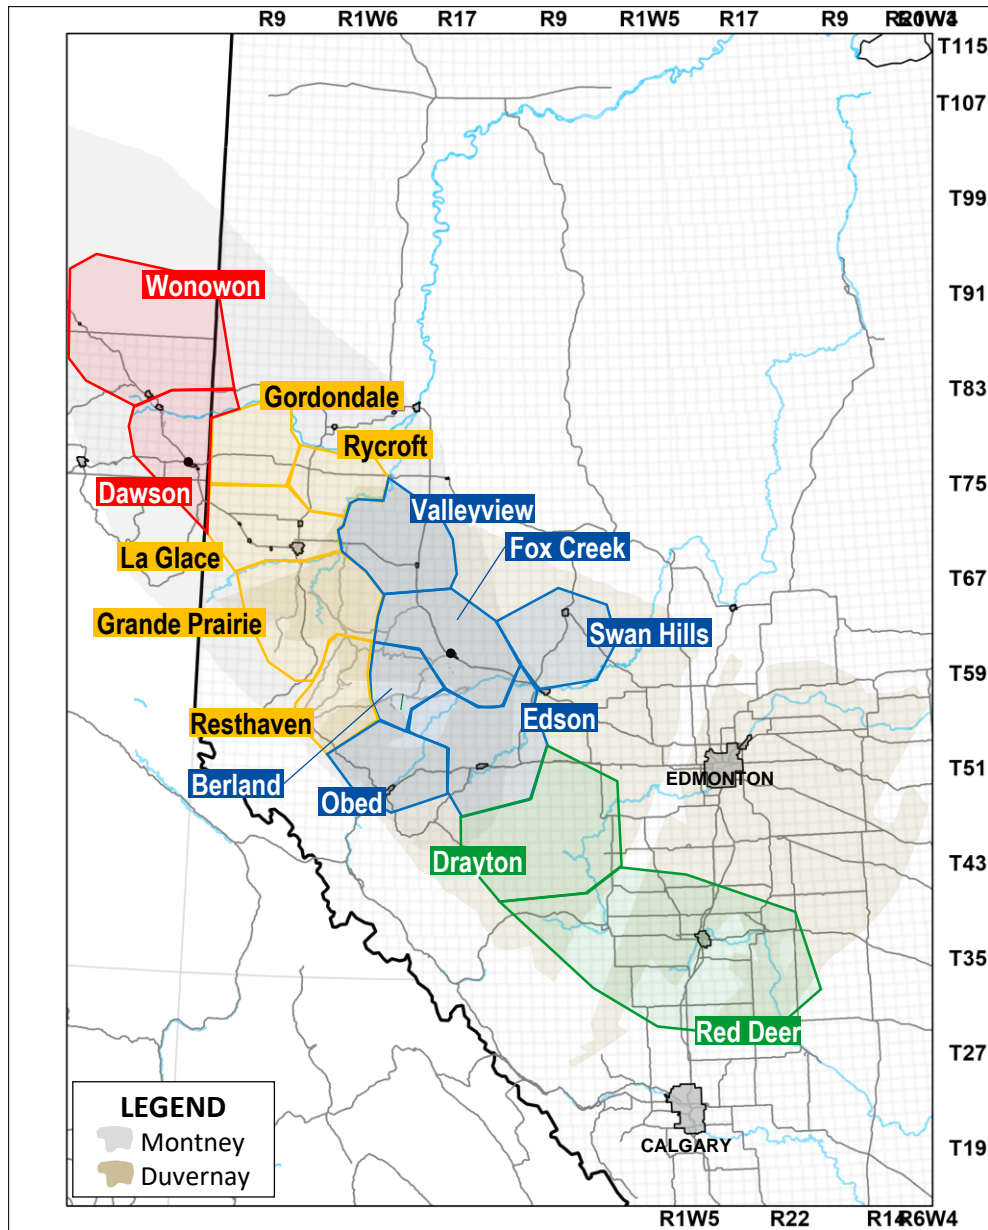 R9 R1W6 R17 R9 R1W5 R17 R9
T115
T107
T99
Wonowon
T91
T83
Gordondale
Rycroft
T75
Dawson
Valleyview
Fox Creek
La Glace
T67
Grande Prairie
Swan Hills
T59
Resthaven
Edson
Berland
EDMONTON
T51
Obed
Drayton
T43
T35
Red Deer
T27
LEGEND
Montney
Duvernay
CALGARY
T19
R1W5 R22 R14 R6W4